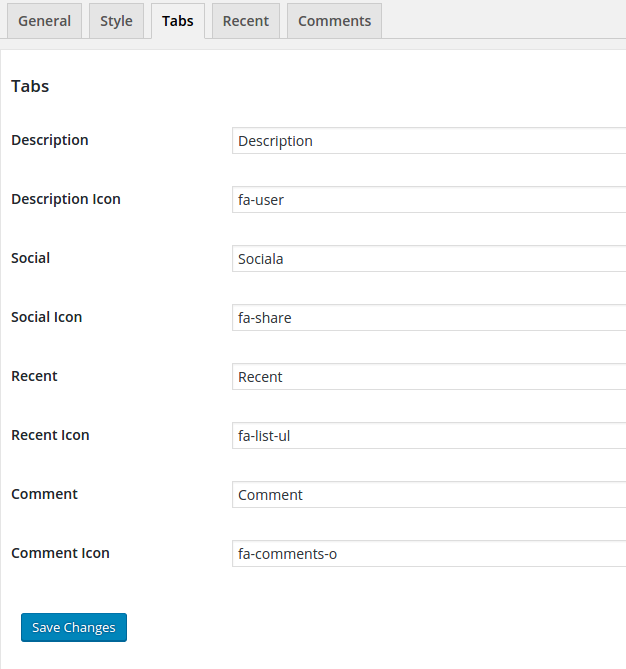 General Style Tabs Recent Comments
Tabs
Description Description
Description Icon fa-user
Social Sociala
Social Icon fa-share
Recent Recent
Recent Icon fa-list-ul
Comment Comment
Comment Icon fa-comments-o
Save Changes